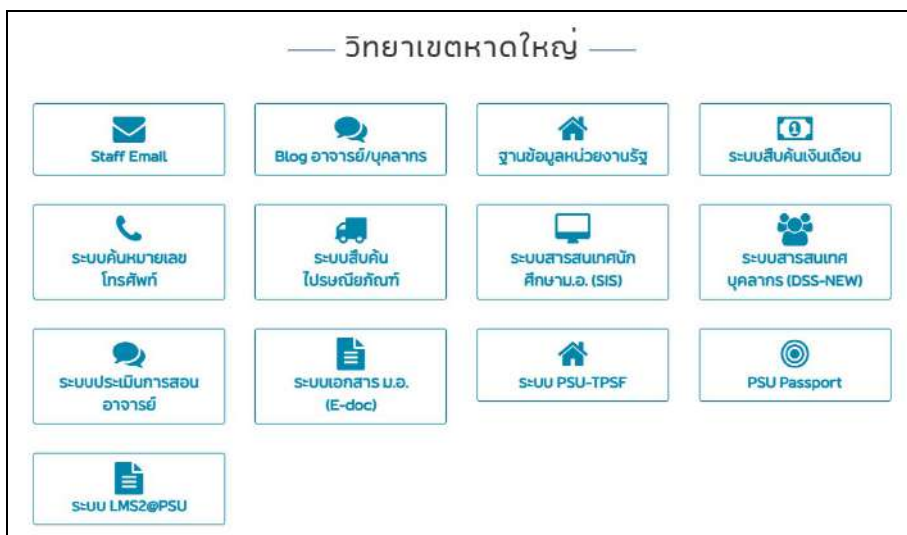 วิทยาเขตหาดใหญ่
Staff Email
Blog อาจารย์/บุคลากร
ฐานข้อมูลหน่วยงานรัฐ
ระบบสืบค้นเงินเดือน
ระบบค้นหมายเลข
โทรศัพท์
ระบบสืบค้น
ไปรษณียภัณฑ์
ระบบสารสนเทศนัก
ศึกษาม.อ. (SIS)
ระบบสารสนเทศ
บุคลากร (DSS-NEW)
ระบบประเมินการสอน
อาจารย์
ระบบเอกสาร ม.อ.
(E-doc)
ระบบ PSU-TPSF
PSU Passport
ระบบ LMS2@PSU